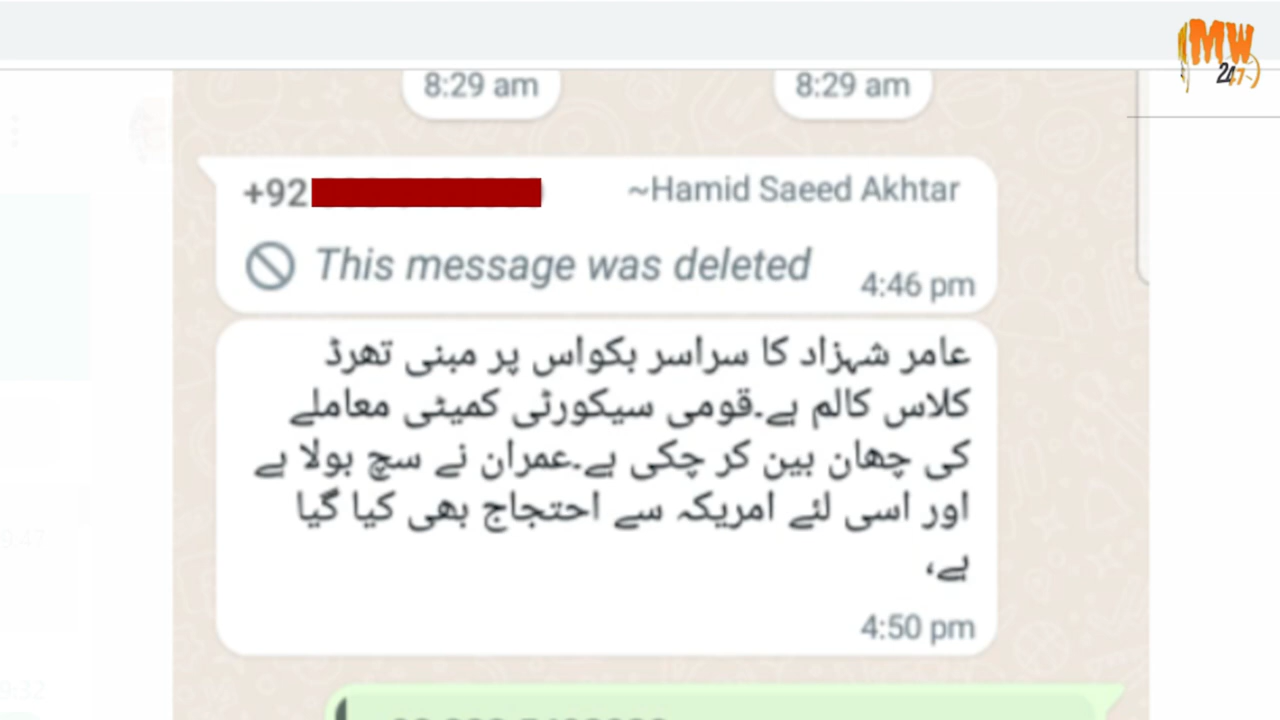 MW
247
8:29 am
8:29 am
+92
~Hamid Saeed Akhtar
This message was deleted
4:46 pm
عامر شہزاد کا سراسر بکواس پر مبنی تھرڈ
کلاس کالم ہے۔قومی سیکورٹی کمیٹی معاملے
کی چھان بین کر چکی ہے۔عمران نے سچ بولا ہے
اور اسی لئے امریکہ سے احتجاج بھی کیا گیا
ہے،
4:50 pm